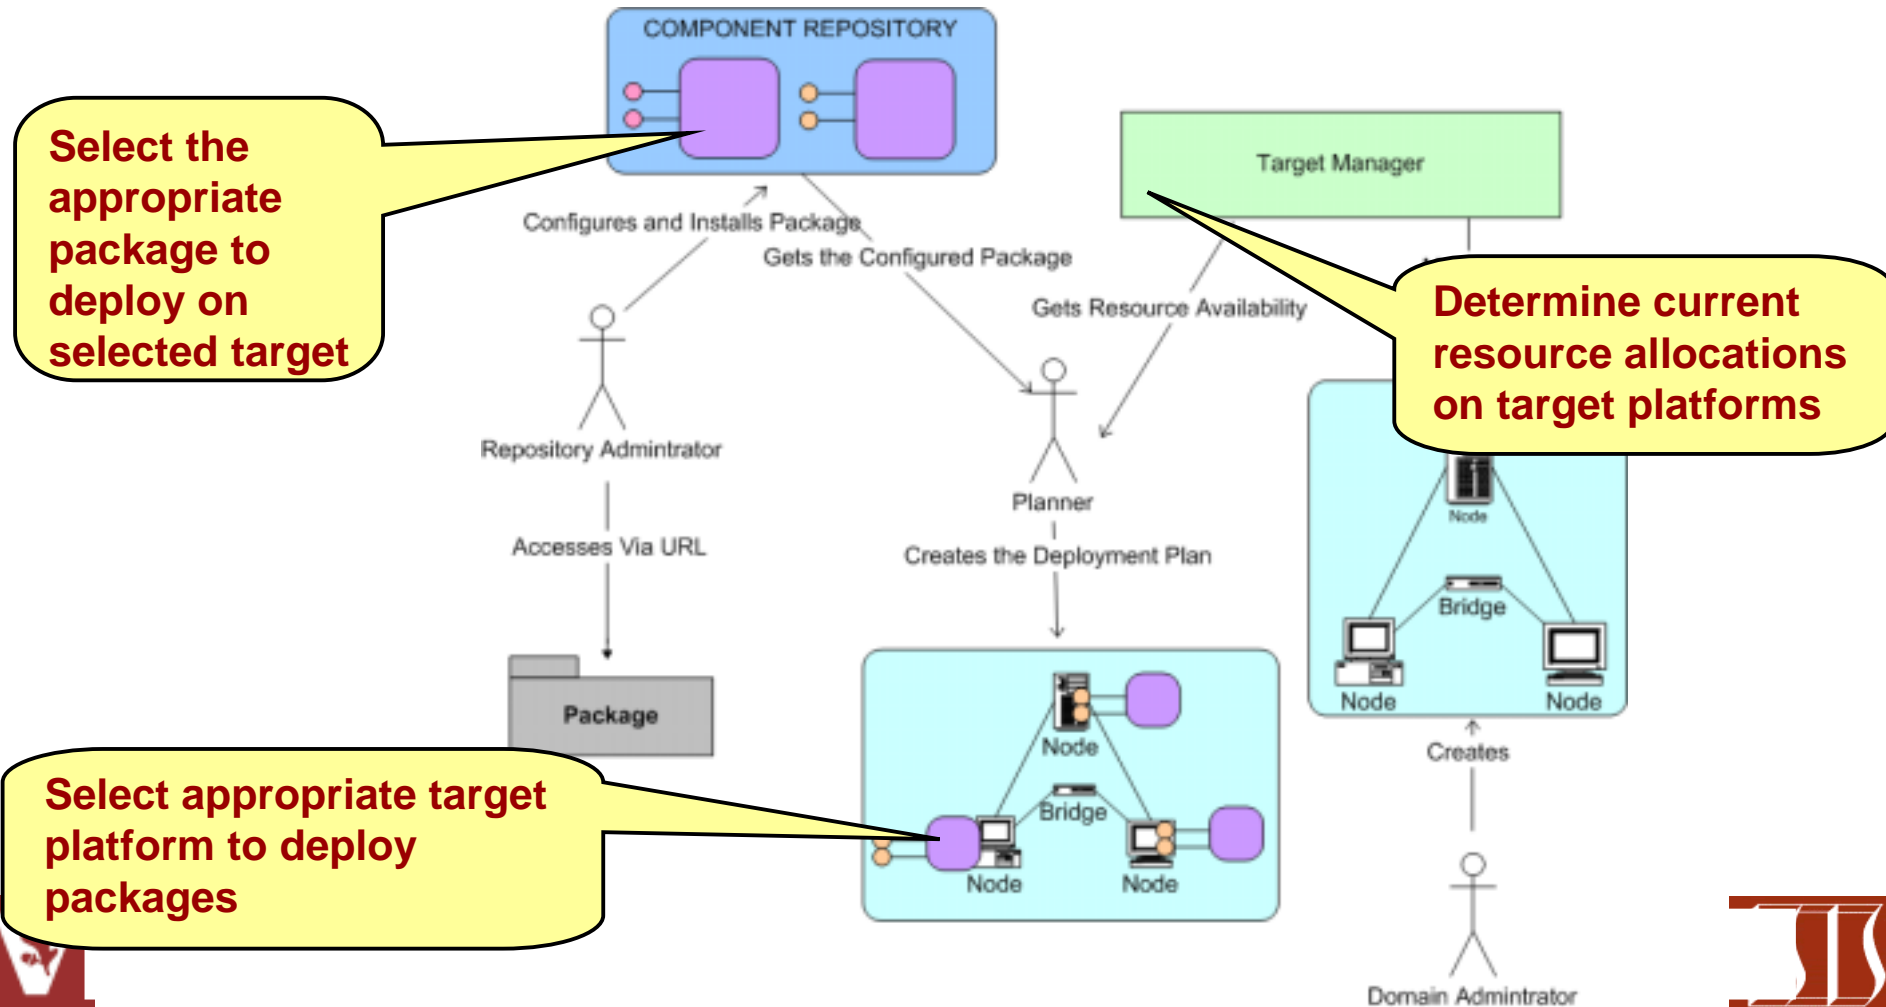 COMPONENT REPOSITORY
Select the
appropriate
package to
deploy on
selected target
Target Manager
Configures and Installs Package
Gets the Configured Package
Gets Resource Availability
Determine current
resource allocations
on target platforms
Repository Admintrator
Planner
Node
Accesses Via URL
Creates the Deployment Plan
Bridge
Node
Node
Package
Node
Creates
Select appropriate target
platform to deploy
packages
Bridge
Node
Node
Domain Admintrator